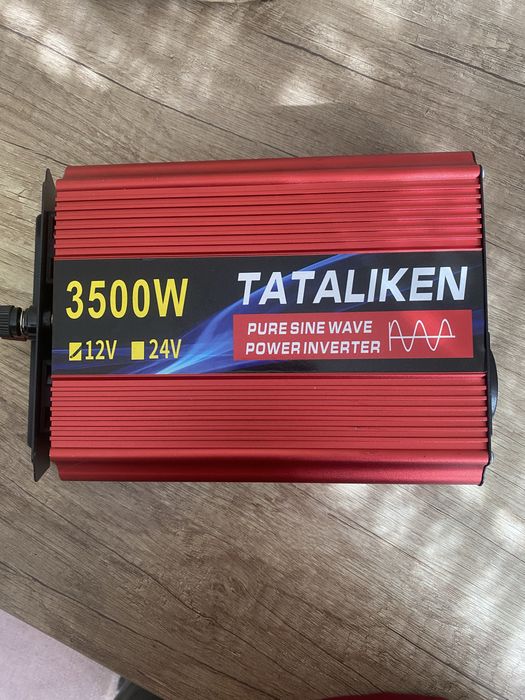 3500W
12V 24V
TATALIKEN
PURE SINE WAVE
POWER INVERTER